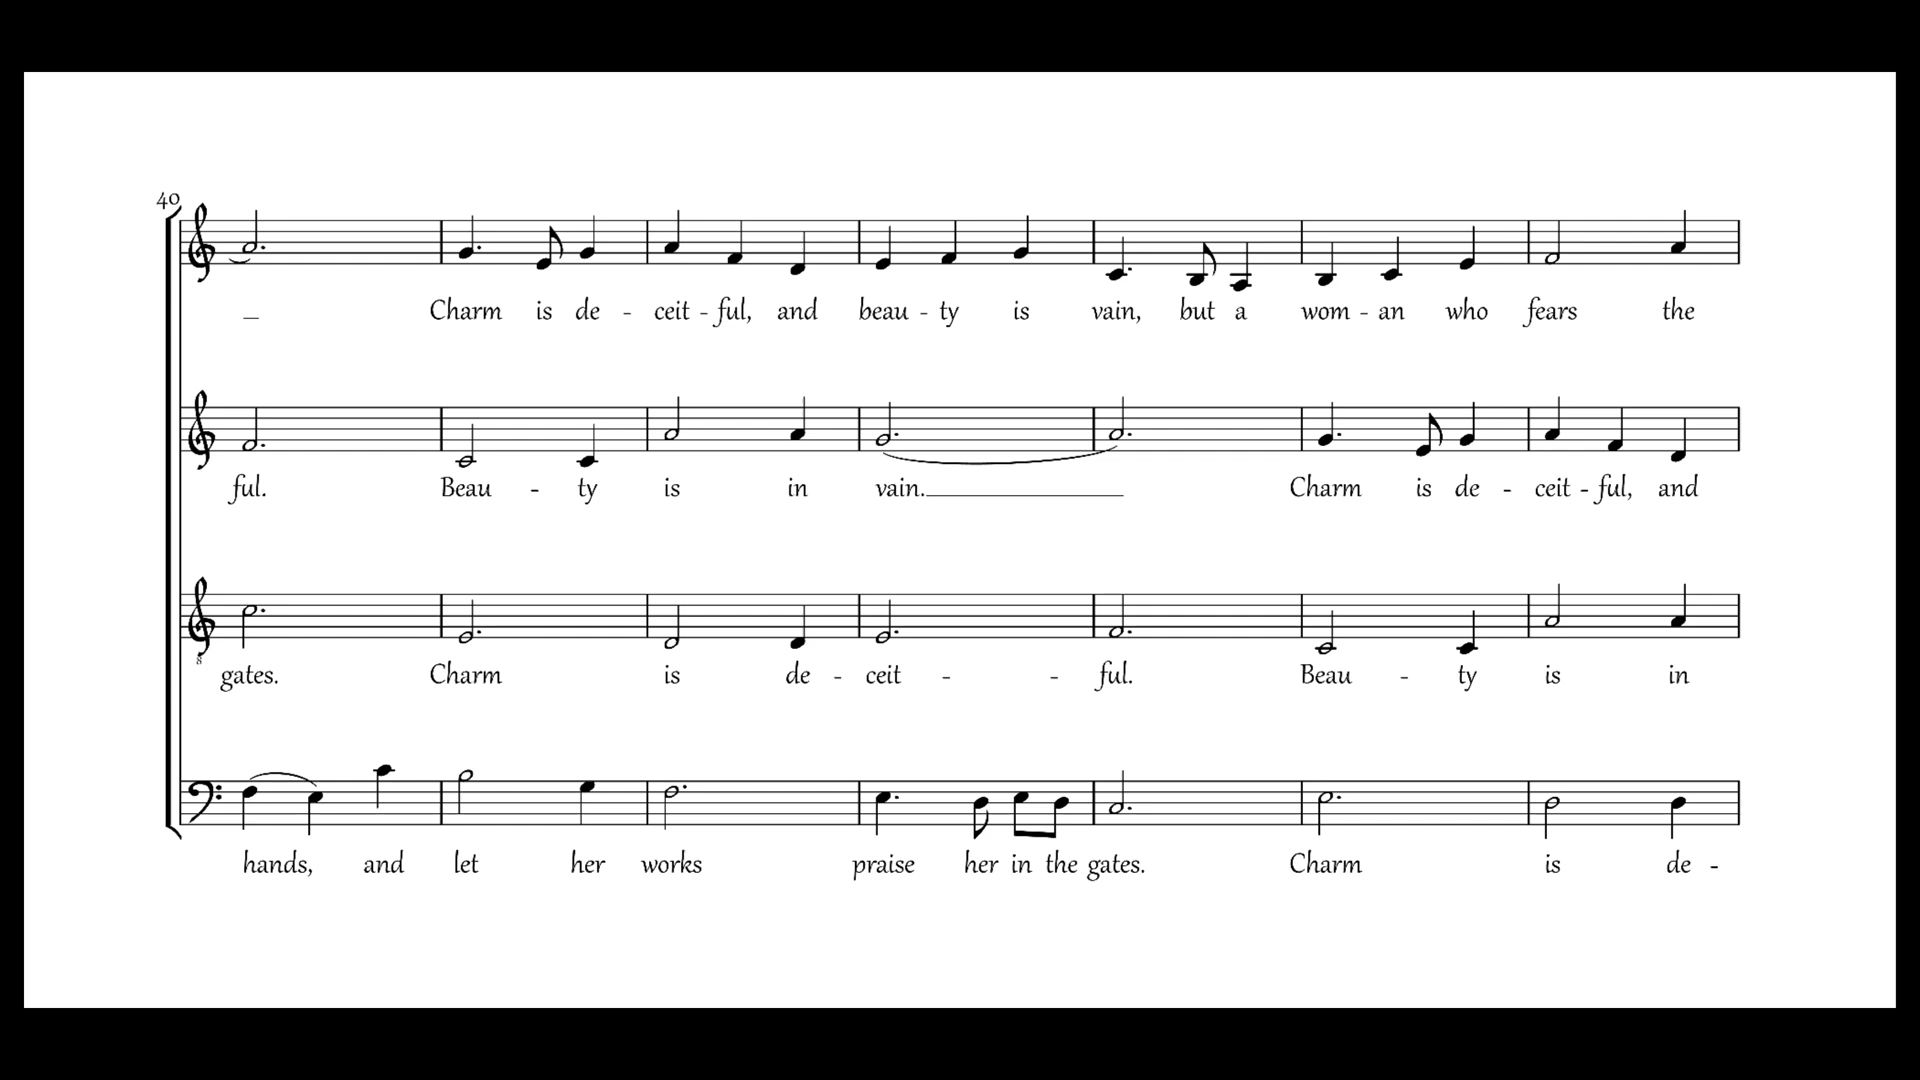 40
_ Charm is de - ceit - ful, and beau - ty is vain, but a wom - an who fears the
ful. Beau - ty is in vain. Charm is de - ceit - ful, and
8
gates. Charm is de - ceit - - ful. Beau - ty is in
hands, and let her works praise her in the gates. Charm is de -